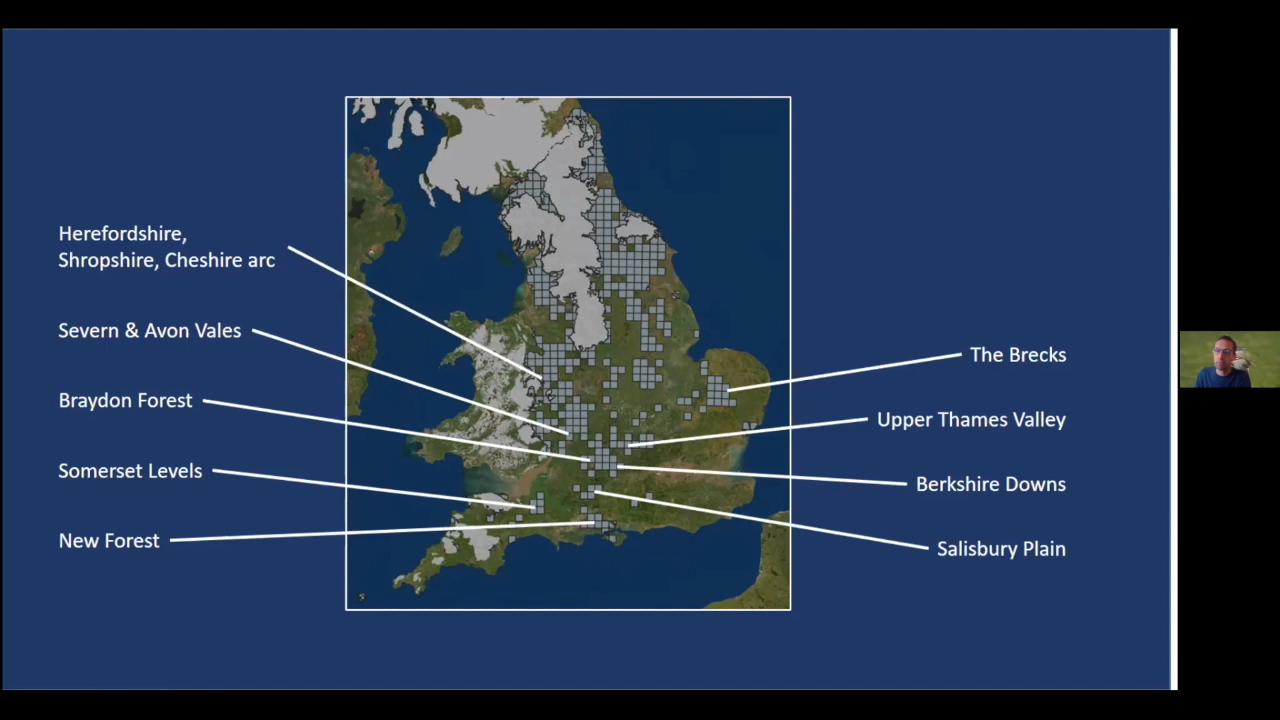 Herefordshire,
Shropshire, Cheshire arc
Severn & Avon Vales
Braydon Forest
Somerset Levels
New Forest
The Brecks
Upper Thames Valley
Berkshire Downs
Salisbury Plain